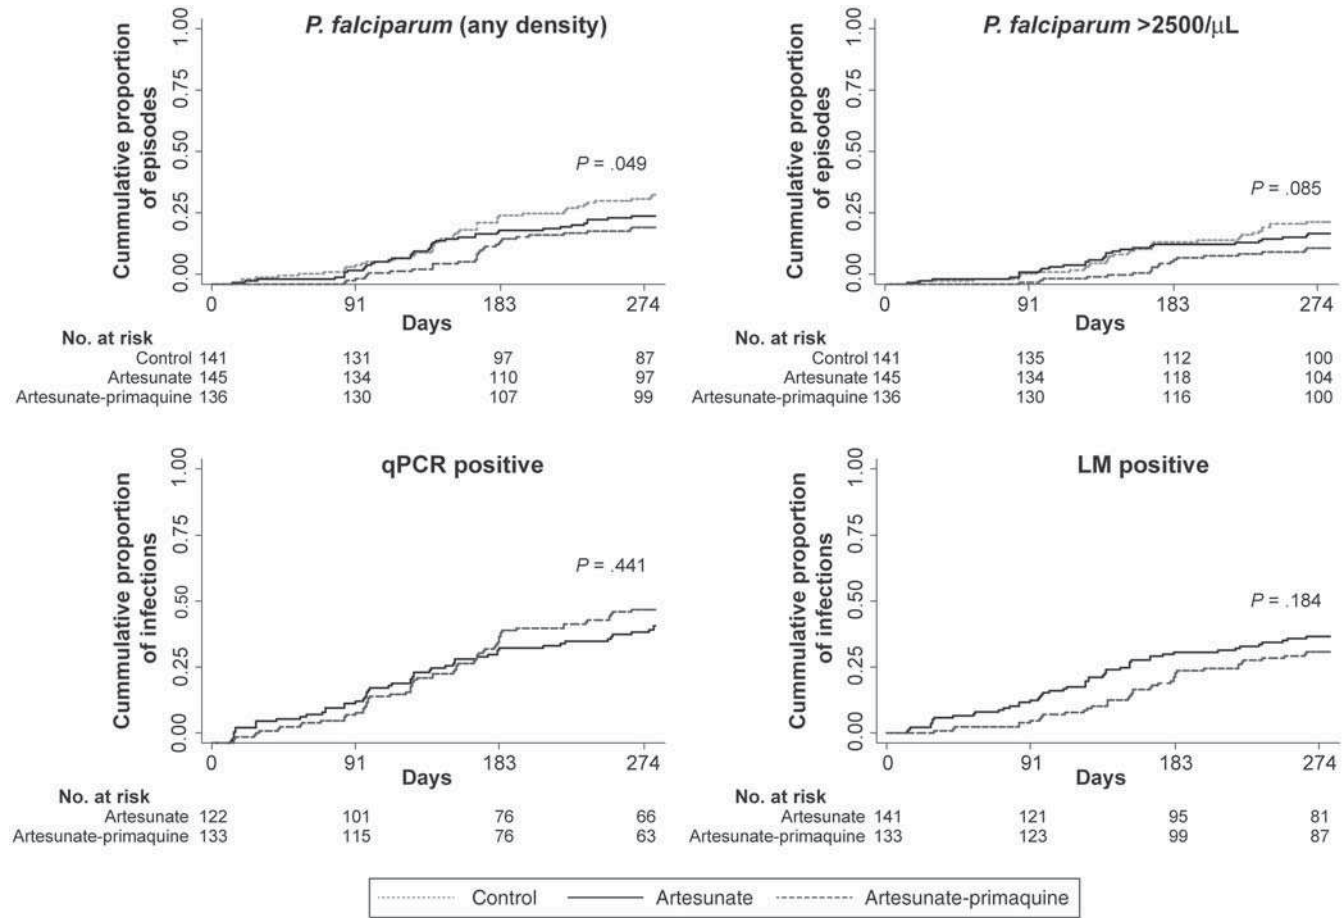 P. falciparum (any density)
Cummulative proportion
of episodes
1.00
0.75
0.50
0.25
0.00
P = .049
0 91 183 274
Days
No. at risk
Control 141 131 97 87
Artesunate 145 134 110 97
Artesunate-primaquine 136 130 107 99
P. falciparum >2500/μL
Cummulative proportion
of episodes
1.00
0.75
0.50
0.25
0.00
P = .085
0 91 183 274
Days
No. at risk
Control 141 135 112 100
Artesunate 145 134 118 104
Artesunate-primaquine 136 130 116 100
qPCR positive
Cummulative proportion
of infections
1.00
0.75
0.50
0.25
0.00
P = .441
0 91 183 274
Days
No. at risk
Artesunate 122 101 76 66
Artesunate-primaquine 133 115 76 63
LM positive
Cummulative proportion
of infections
1.00
0.75
0.50
0.25
0.00
P = .184
0 91 183 274
Days
No. at risk
Artesunate 141 121 95 81
Artesunate-primaquine 133 123 99 87
Control Artesunate Artesunate-primaquine